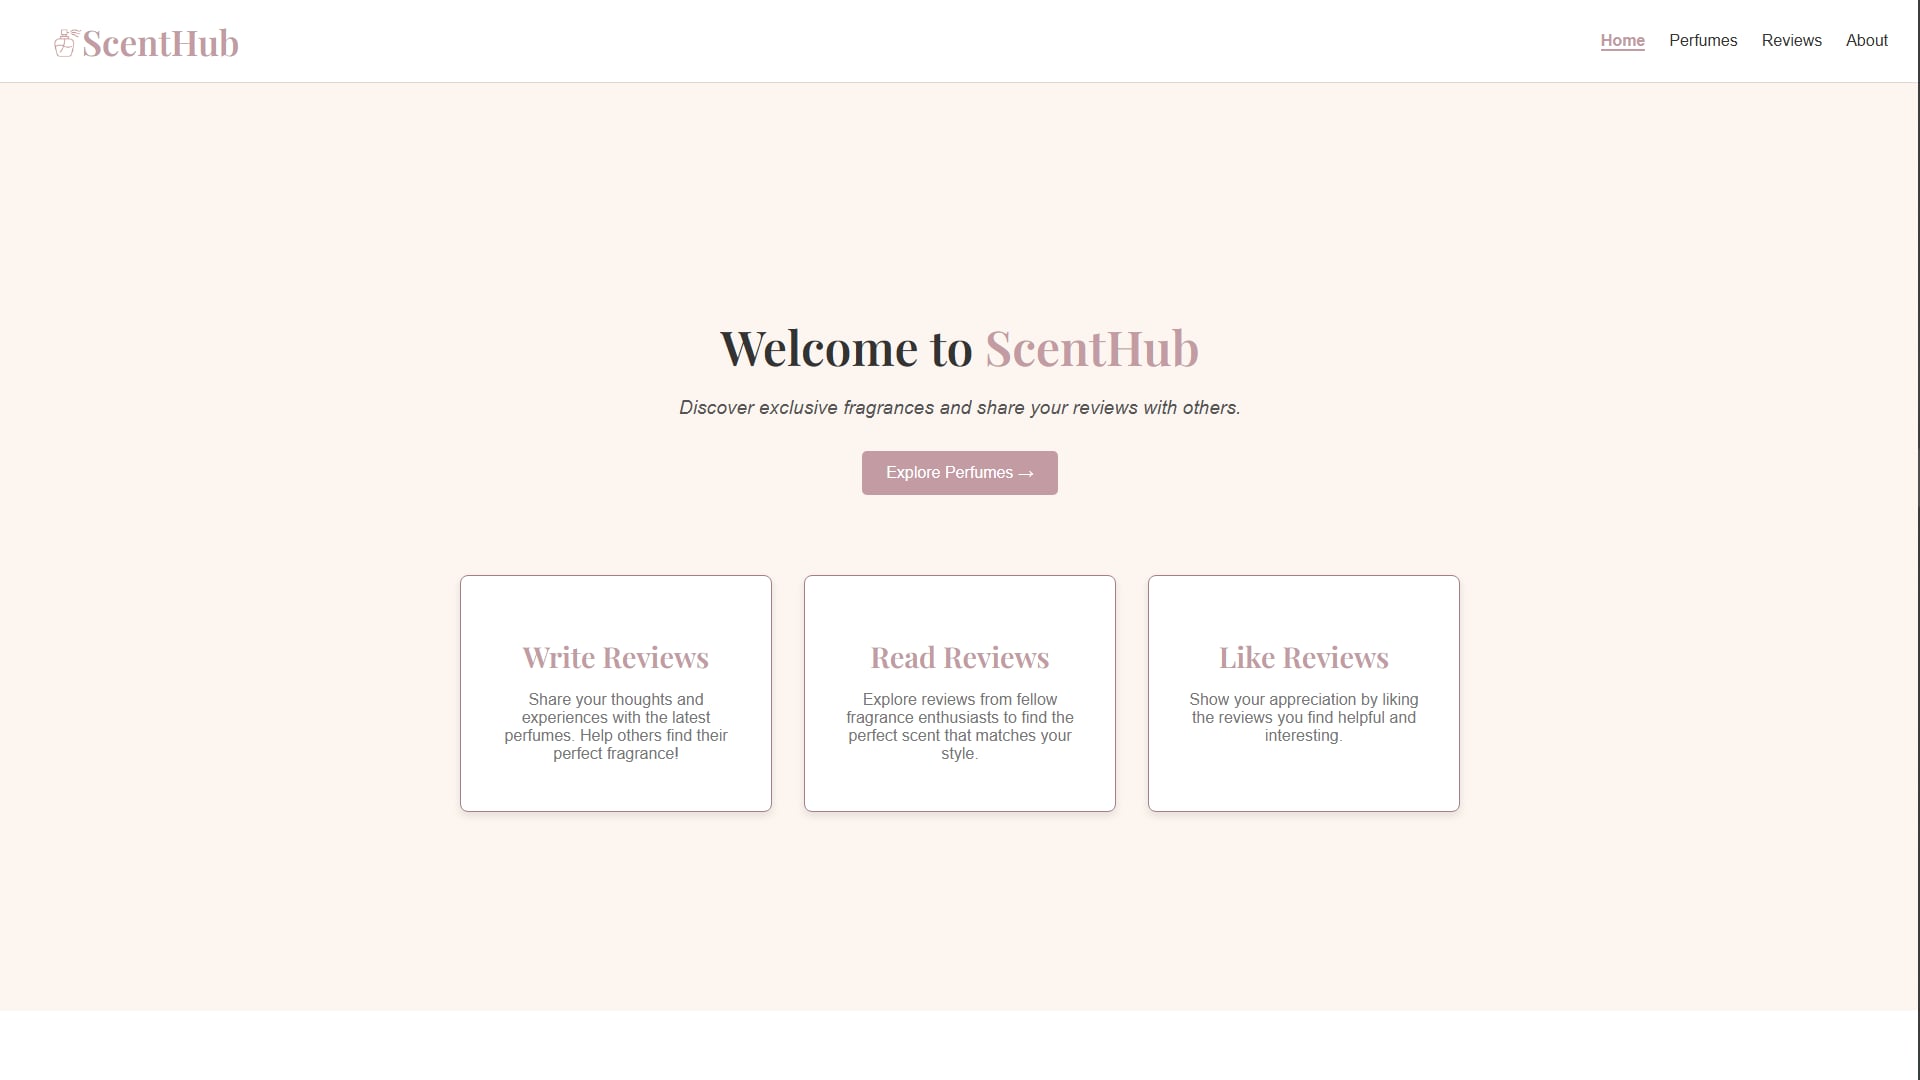 ScentHub
Home
Perfumes
Reviews
About
Welcome to ScentHub
Discover exclusive fragrances and share your reviews with others.
Explore Perfumes →
Write Reviews
Share your thoughts and
experiences with the latest
perfumes. Help others find their
perfect fragrance!
Read Reviews
Explore reviews from fellow
fragrance enthusiasts to find the
perfect scent that matches your
style.
Like Reviews
Show your appreciation by liking
the reviews you find helpful and
interesting.